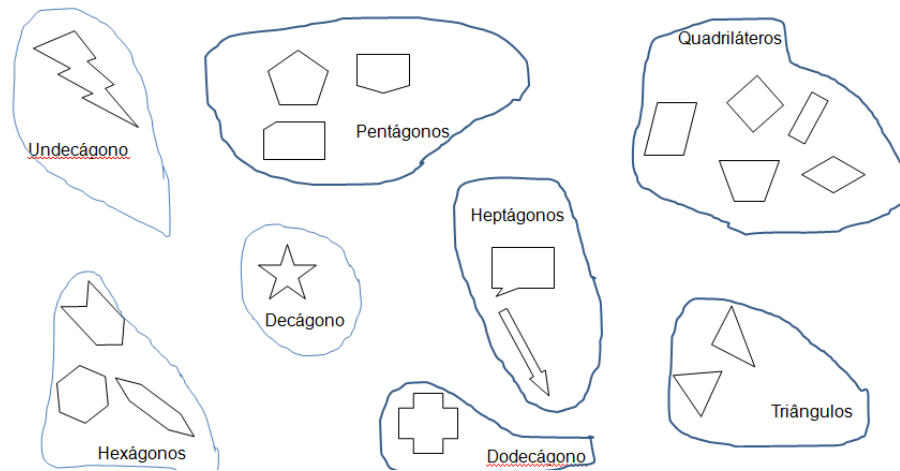 Quadriláteros
Pentágonos
Undecágono
Heptágonos
Decágono
Triângulos
Hexágonos
Dodecágono